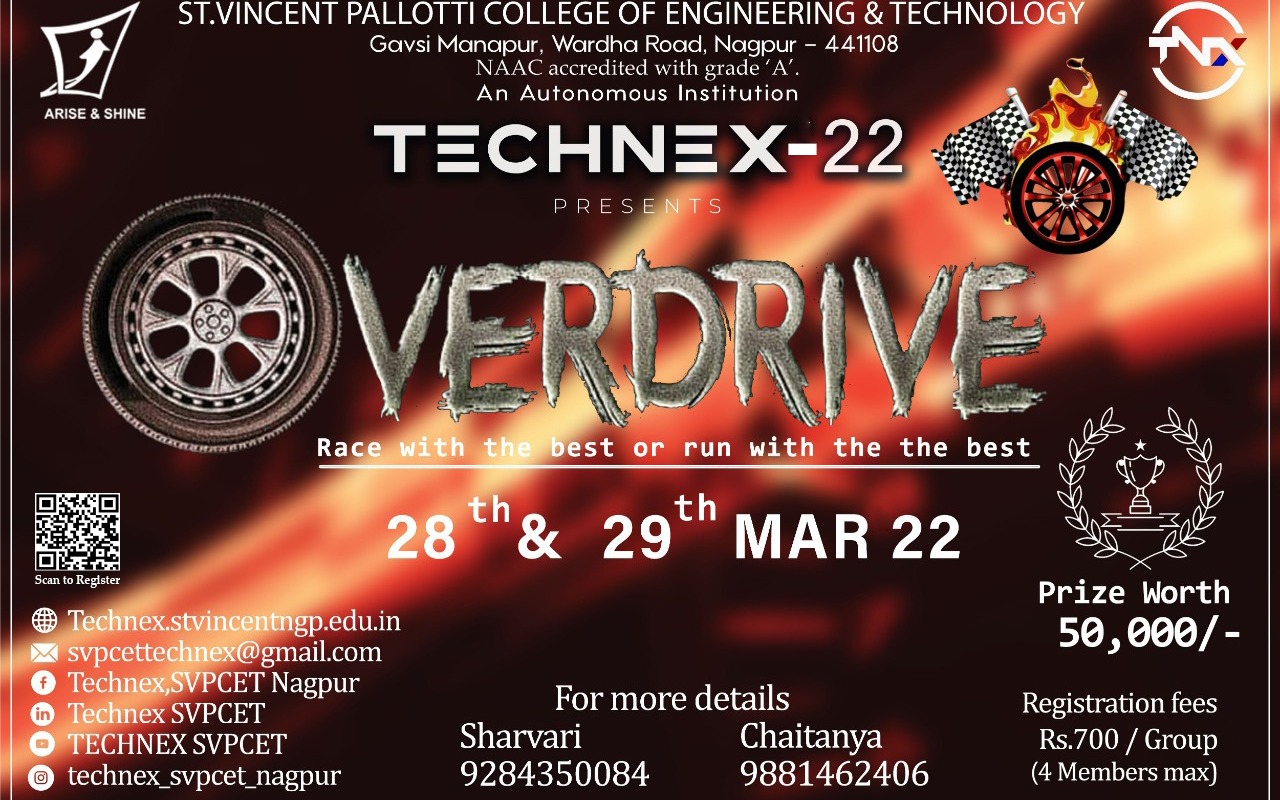 ST.VINCENT PALLOTTI COLLEGE OF ENGINEERING & TECHNOLOGY
Gavsi Manapur, Wardha Road, Nagpur – 441108
NAAC accredited with grade ‘A’.
An Autonomous Institution
ARISE & SHINE
TNX
TECHNEX-22
PRESENTS
OVERDRIVE
Race with the best or run with the the best
28th & 29th MAR 22
Scan to Register
Prize Worth
50,000/-
Technex.stvincentngp.edu.in
svpcettechnex@gmail.com
Technex,SVPCET Nagpur
Technex SVPCET
TECHNEX SVPCET
technex_svpcet_nagpur
For more details
Sharvari
9284350084
Chaitanya
9881462406
Registration fees
Rs.700 / Group
(4 Members max)